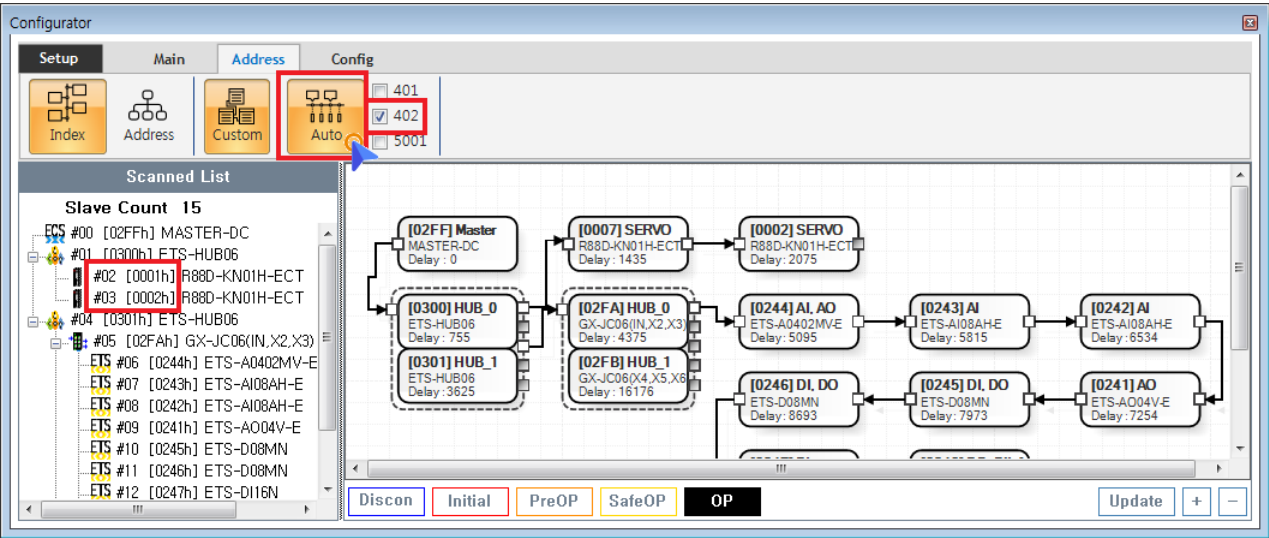 Configurator
Setup Main Address Config
Index Address Custom Auto
401
402
5001
Scanned List
Slave Count 15
ECS #00 [02FFh] MASTER-DC
#01 [0300h] ETS-HUB06
#02 [0001h] R88D-KN01H-ECT
#03 [0002h] R88D-KN01H-ECT
#04 [0301h] ETS-HUB06
#05 [02FAh] GX-JC06(IN,X2,X3)
ETS #06 [0244h] ETS-A0402MV-E
ETS #07 [0243h] ETS-AI08AH-E
ETS #08 [0242h] ETS-AI08AH-E
ETS #09 [0241h] ETS-AO04V-E
ETS #10 [0245h] ETS-D08MN
ETS #11 [0246h] ETS-D08MN
ETS #12 [0247h] ETS-DI16N
[02FF] Master
MASTER-DC
Delay : 0
[0007] SERVO
R88D-KN01H-ECT
Delay : 1435
[0002] SERVO
R88D-KN01H-ECT
Delay : 2075
[0300] HUB_0
ETS-HUB06
Delay : 755
[0301] HUB_1
ETS-HUB06
Delay : 3625
[02FA] HUB_0
GX-JC06(IN,X2,X3)
Delay : 4375
[02FB] HUB_1
GX-JC06(X4,X5,X6
Delay : 16176
[0244] AI, AO
ETS-A0402MV-E
Delay : 5095
[0243] AI
ETS-AI08AH-E
Delay : 5815
[0242] AI
ETS-AI08AH-E
Delay : 6534
[0246] DI, DO
ETS-D08MN
Delay : 8693
[0245] DI, DO
ETS-D08MN
Delay : 7973
[0241] AO
ETS-AO04V-E
Delay : 7254
Discon Initial PreOP SafeOP OP Update + −